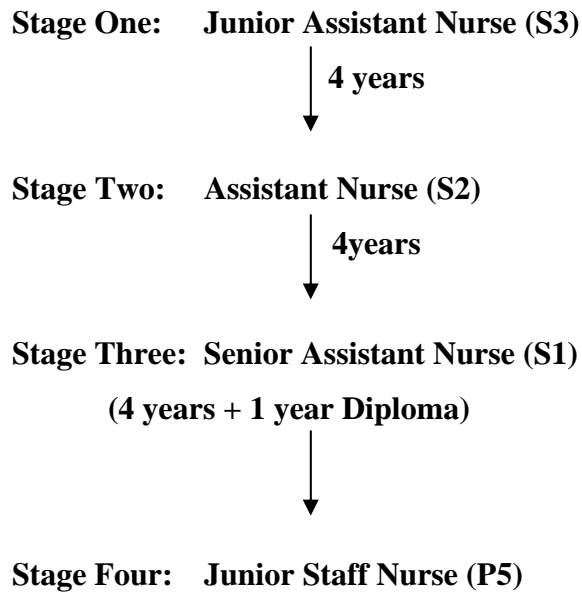 Stage One: Junior Assistant Nurse (S3)
4 years
Stage Two: Assistant Nurse (S2)
4years
Stage Three: Senior Assistant Nurse (S1)
(4 years + 1 year Diploma)
Stage Four: Junior Staff Nurse (P5)